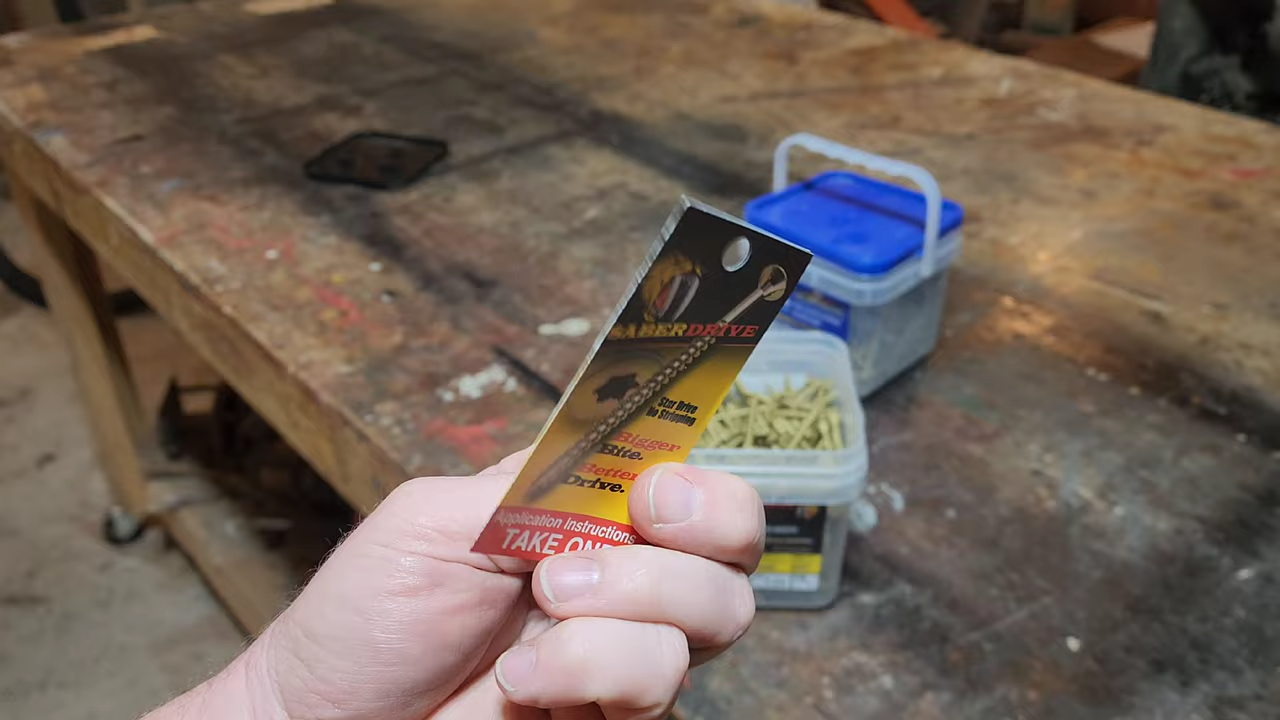 SABERDRIVE
Star Drive
No Stripping
Bigger
Bite.
Better
Drive.
Application Instructions
TAKE ONE